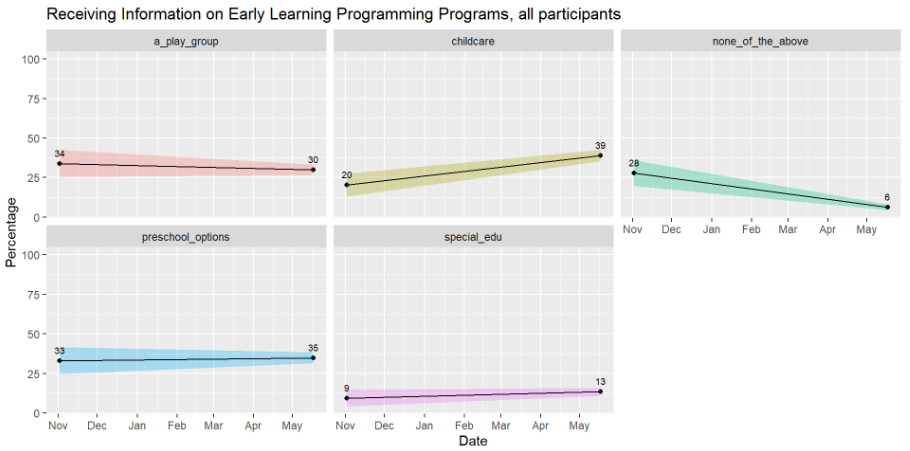 Receiving Information on Early Learning Programming Programs, all participants
a_play_group childcare none_of_the_above
100
75
50
25
0
34 30
20 39
28 6
Nov Dec Jan Feb Mar Apr May
preschool_options special_edu
100
75
50
25
0
33 35
9 13
Nov Dec Jan Feb Mar Apr May Nov Dec Jan Feb Mar Apr May
Percentage
Date